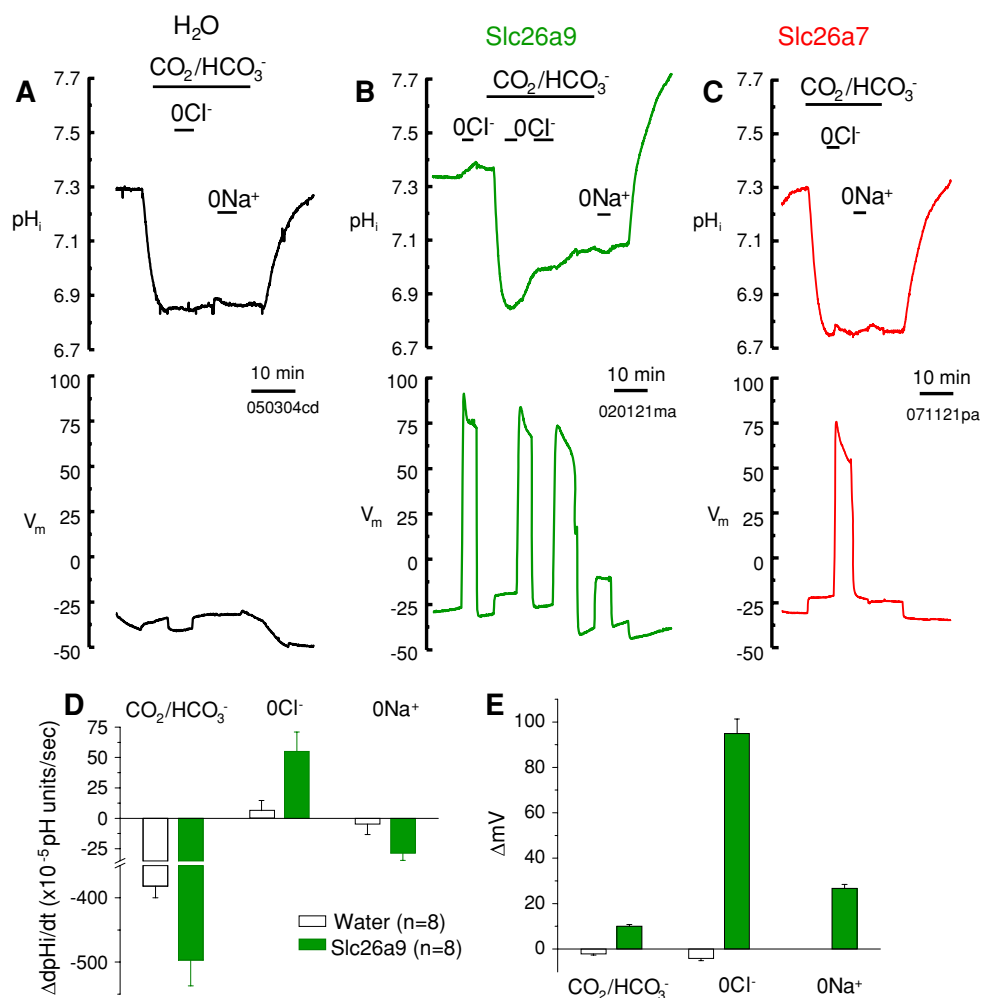 H₂O
Slc26a9
Slc26a7
A
CO₂/HCO₃⁻
0Cl⁻
0Na⁺
7.7
7.5
7.3
pHᵢ
7.1
6.9
6.7
B
CO₂/HCO₃⁻
0Cl⁻
0Cl⁻
0Na⁺
7.7
7.5
7.3
pHᵢ
7.1
6.9
6.7
C
CO₂/HCO₃⁻
0Cl⁻
0Na⁺
7.7
7.5
7.3
pHᵢ
7.1
6.9
6.7
100
75
50
25
Vₘ
0
-25
-50
10 min
050304cd
100
75
50
25
Vₘ
0
-25
-50
10 min
020121ma
100
75
50
25
Vₘ
0
-25
-50
10 min
071121pa
D
CO₂/HCO₃⁻
0Cl⁻
0Na⁺
ΔdpHi/dt (x10⁻⁵ pH units/sec)
75
50
25
0
-25
-400
-500
Water (n=8)
Slc26a9 (n=8)
E
ΔmV
100
80
60
40
20
0
CO₂/HCO₃⁻
0Cl⁻
0Na⁺